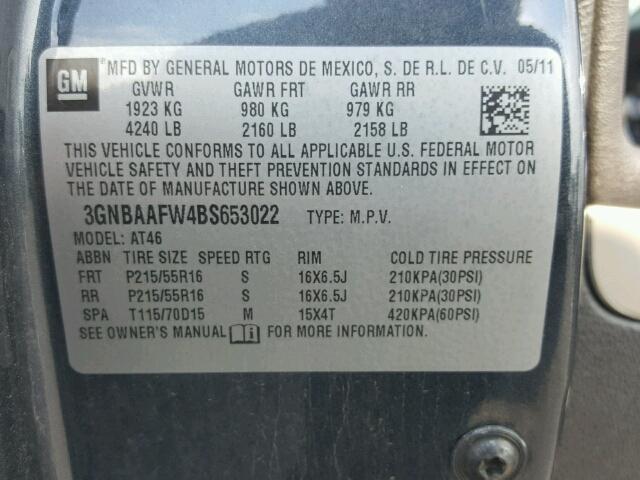 GM
®MFD BY GENERAL MOTORS DE MEXICO, S. DE R.L. DE C.V. 05/11
GVWR GAWR FRT GAWR RR
1923 KG 980 KG 979 KG
4240 LB 2160 LB 2158 LB
THIS VEHICLE CONFORMS TO ALL APPLICABLE U.S. FEDERAL MOTOR
VEHICLE SAFETY AND THEFT PREVENTION STANDARDS IN EFFECT ON
THE DATE OF MANUFACTURE SHOWN ABOVE.
3GNBAAFW4BS653022 TYPE: M.P.V.
MODEL: AT46
ABBN TIRE SIZE SPEED RTG RIM COLD TIRE PRESSURE
FRT P215/55R16 S 16X6.5J 210KPA(30PSI)
RR P215/55R16 S 16X6.5J 210KPA(30PSI)
SPA T115/70D15 M 15X4T 420KPA(60PSI)
SEE OWNER'S MANUAL FOR MORE INFORMATION.